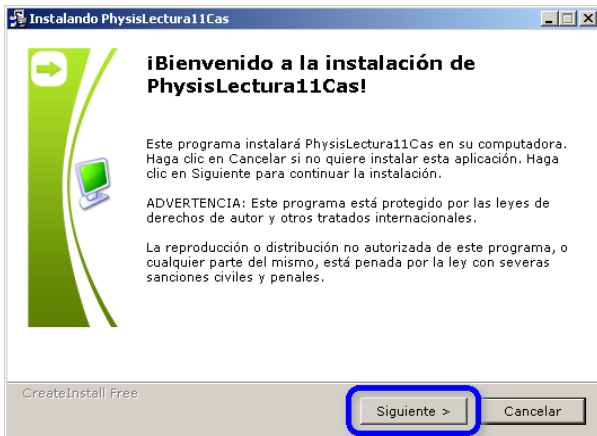 Instalando PhysisLectura11Cas
¡Bienvenido a la instalación de
PhysisLectura11Cas!
Este programa instalará PhysisLectura11Cas en su computadora.
Haga clic en Cancelar si no quiere instalar esta aplicación. Haga
clic en Siguiente para continuar la instalación.
ADVERTENCIA: Este programa está protegido por las leyes de
derechos de autor y otros tratados internacionales.
La reproducción o distribución no autorizada de este programa, o
cualquier parte del mismo, está penada por la ley con severas
sanciones civiles y penales.
CreateInstall Free
Siguiente >
Cancelar